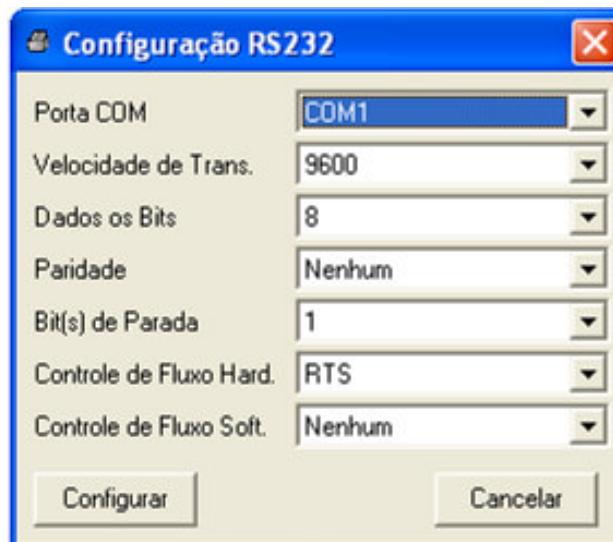 Configuração RS232
Porta COM COM1
Velocidade de Trans. 9600
Dados os Bits 8
Paridade Nenhum
Bit(s) de Parada 1
Controle de Fluxo Hard. RTS
Controle de Fluxo Soft. Nenhum
Configurar Cancelar